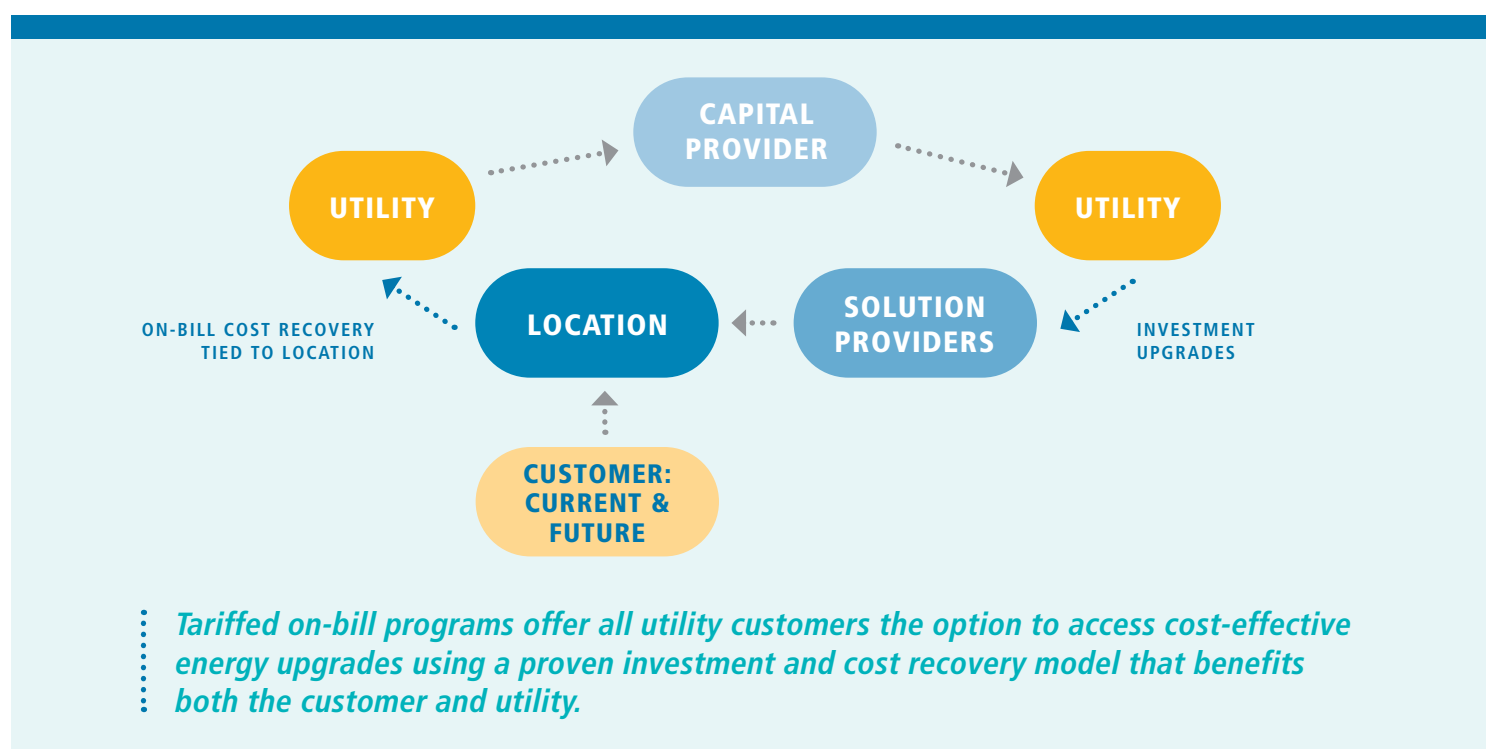 CAPITAL
PROVIDER
UTILITY
UTILITY
LOCATION
SOLUTION
PROVIDERS
ON-BILL COST RECOVERY
TIED TO LOCATION
INVESTMENT
UPGRADES
CUSTOMER:
CURRENT &
FUTURE
Tariffed on-bill programs offer all utility customers the option to access cost-effective
energy upgrades using a proven investment and cost recovery model that benefits
both the customer and utility.